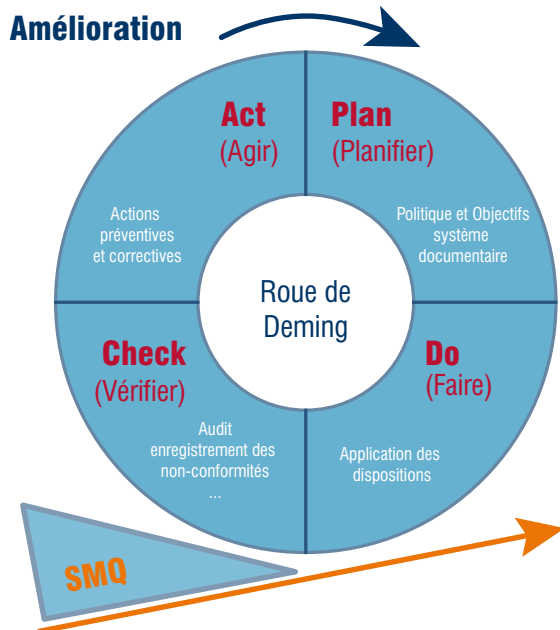 Amélioration
Act
(Agir)
Plan
(Planifier)
Actions
préventives
et correctives
Politique et Objectifs
système
documentaire
Roue de
Deming
Check
(Vérifier)
Do
(Faire)
Audit
enregistrement des
non-conformités
...
Application des
dispositions
SMQ